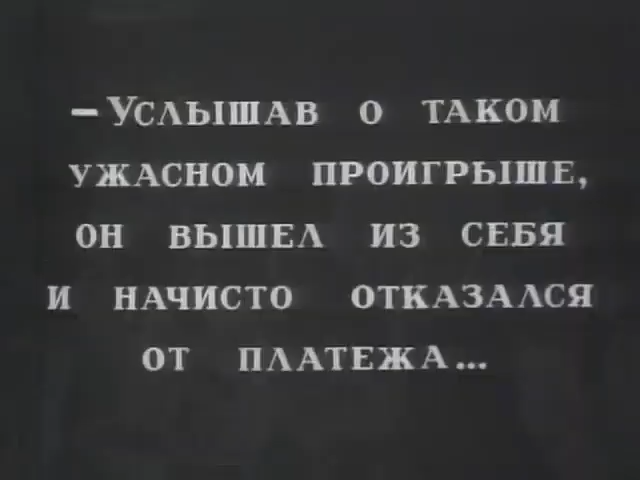 — Услышав о таком
ужасном проигрыше,
он вышел из себя
и начисто отказался
от платежа...